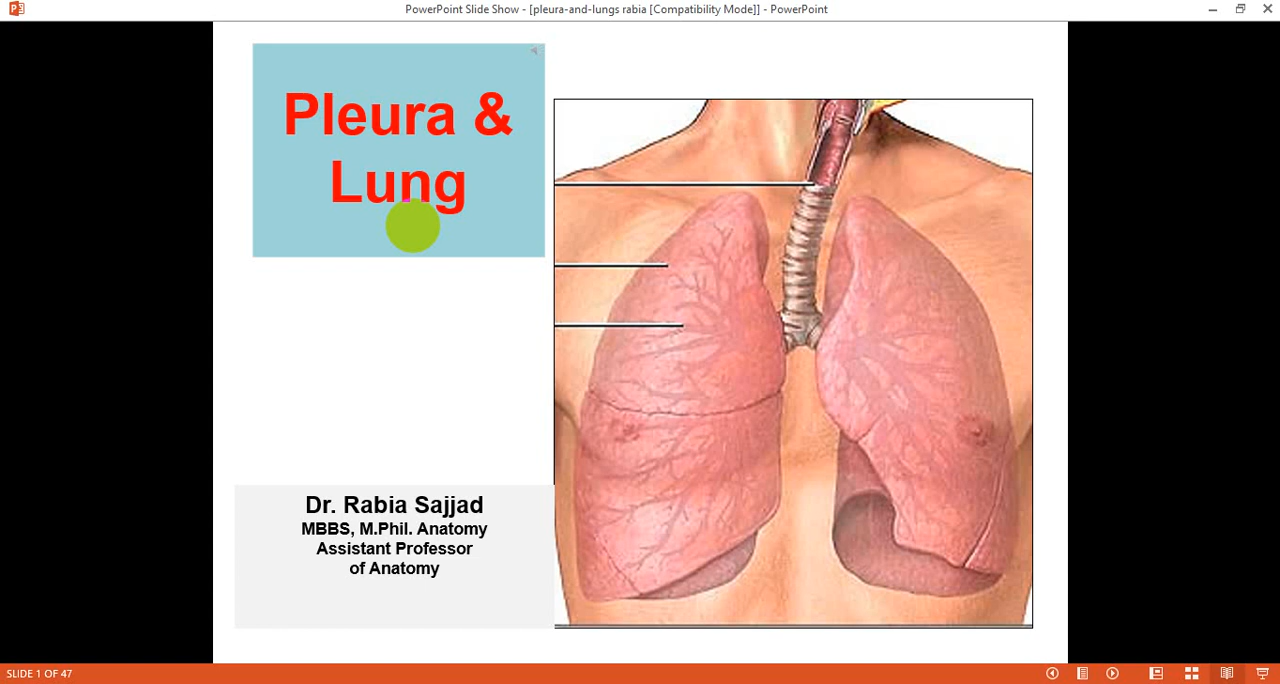 PowerPoint Slide Show - [pleura-and-lungs rabia [Compatibility Mode]] - PowerPoint
Pleura &
Lung
Dr. Rabia Sajjad
MBBS, M.Phil. Anatomy
Assistant Professor
of Anatomy
SLIDE 1 OF 47